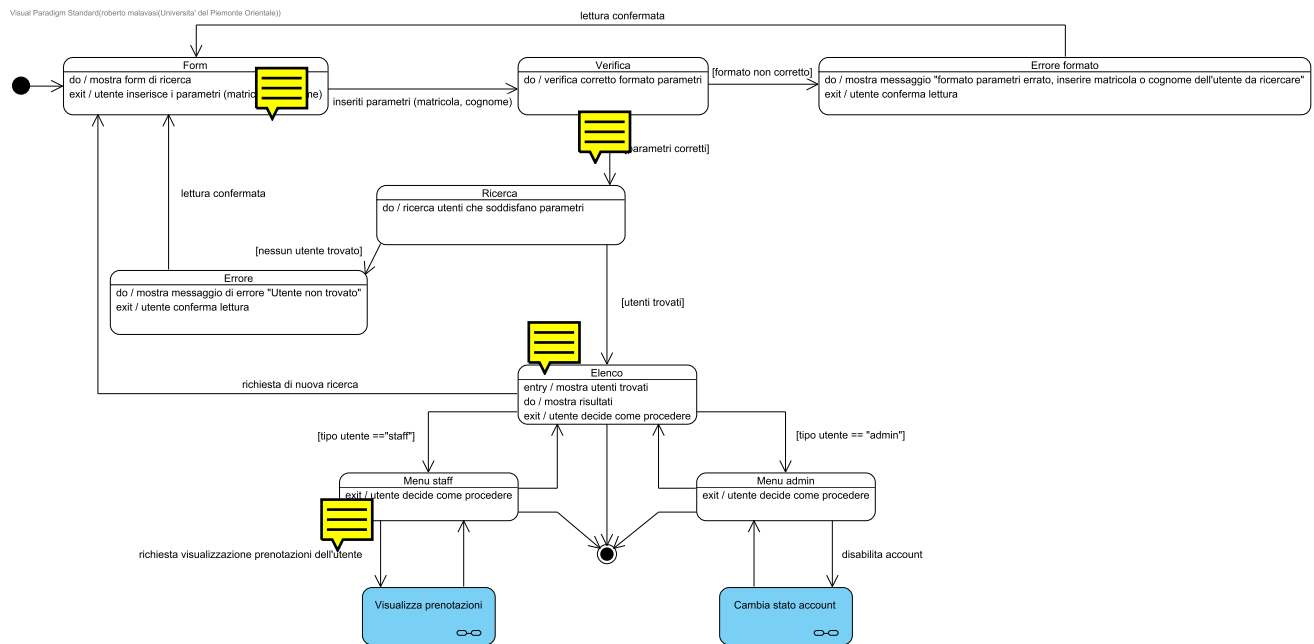 Visual Paradigm Standard(roberto malavasi(Universita' del Piemonte Orientale))
lettura confermata
Form
do / mostra form di ricerca
exit / utente inserisce i parametri (matric me)
inseriti parametri (matricola, cognome)
Verifica
do / verifica corretto formato parametri
[formato non corretto]
Errore formato
do / mostra messaggio "formato parametri errato, inserire matricola o cognome dell'utente da ricercare"
exit / utente conferma lettura
parametri corretti]
lettura confermata
Ricerca
do / ricerca utenti che soddisfano parametri
[nessun utente trovato]
Errore
do / mostra messaggio di errore "Utente non trovato"
exit / utente conferma lettura
[utenti trovati]
Elenco
entry / mostra utenti trovati
do / mostra risultati
exit / utente decide come procedere
richiesta di nuova ricerca
[tipo utente =="staff"]
[tipo utente == "admin"]
Menu staff
exit / utente decide come procedere
Menu admin
exit / utente decide come procedere
richiesta visualizzazione prenotazioni dell'utente
disabilita account
Visualizza prenotazioni
Cambia stato account